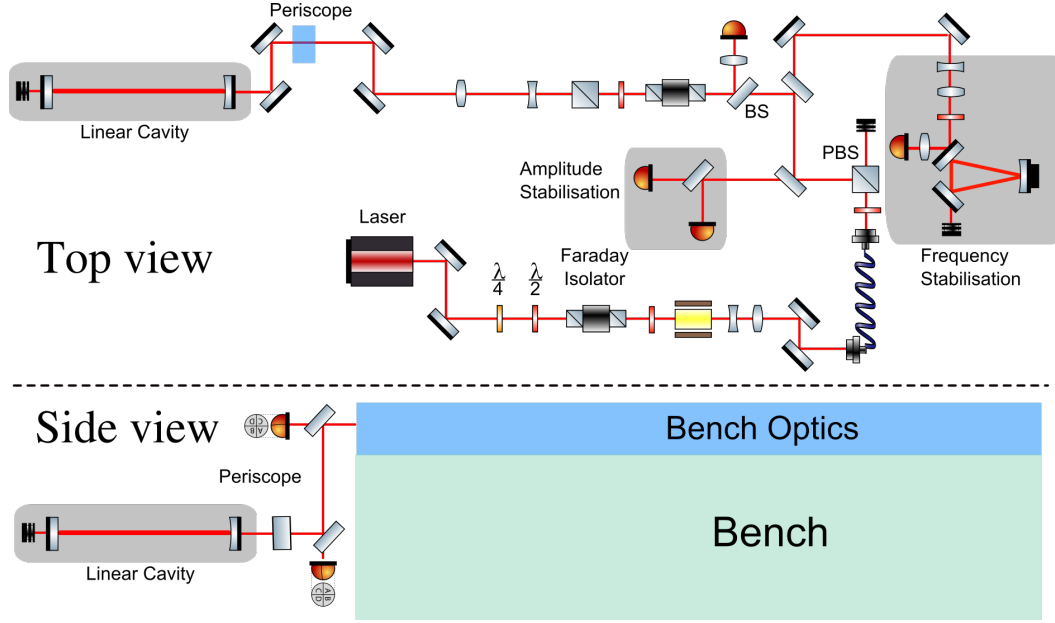 Periscope
Linear Cavity
BS
PBS
Amplitude
Stabilisation
Laser
Top view
Faraday
Isolator
Frequency
Stabilisation
λ
4
λ
2
Side view
A B
C D
Bench Optics
Periscope
Bench
Linear Cavity
A B
C D